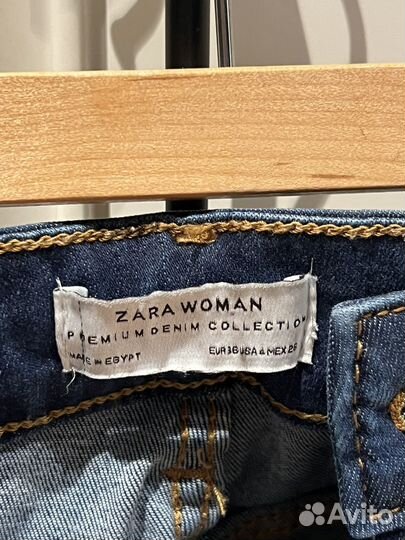 ZARA WOMAN
PREMIUM DENIM COLLECTION
MADE IN EGYPT EUR 36 USA 4 MEX 26
Avito